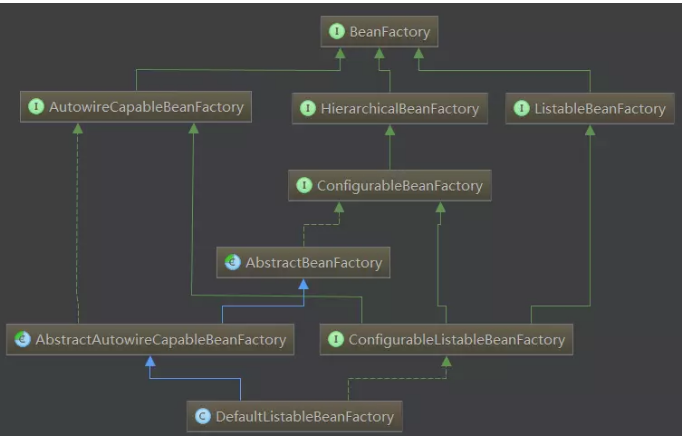 BeanFactory
AutowireCapableBeanFactory
HierarchicalBeanFactory
ListableBeanFactory
ConfigurableBeanFactory
AbstractBeanFactory
AbstractAutowireCapableBeanFactory
ConfigurableListableBeanFactory
DefaultListableBeanFactory